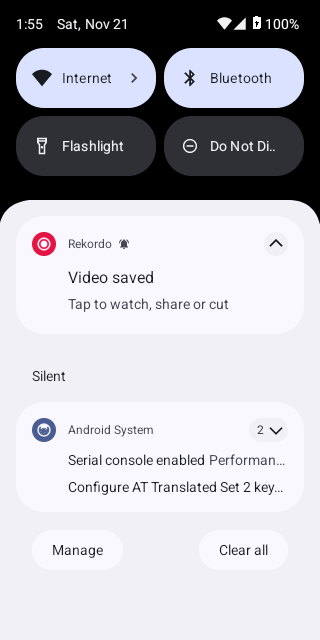 1:55 Sat, Nov 21 100%
Internet Bluetooth
Flashlight Do Not Di..
Rekordo
Video saved
Tap to watch, share or cut
Silent
Android System 2
Serial console enabled Performan...
Configure AT Translated Set 2 key...
Manage Clear all